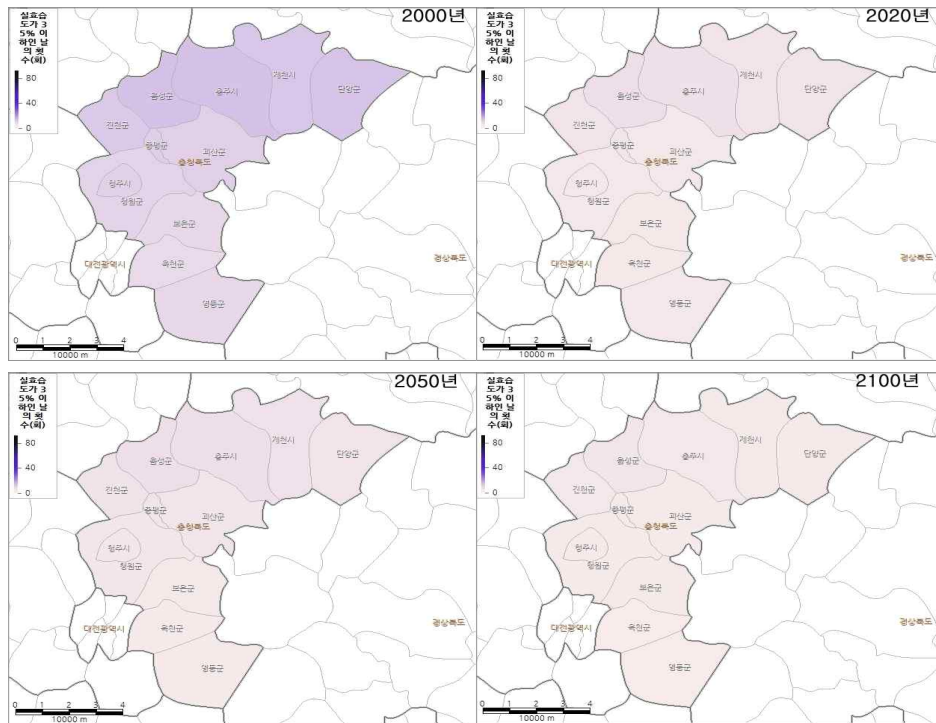 실효습
도가 3
5% 이
하인 날
의 횟
수(회)
80
40
0
2000년
음성군
충주시
제천시
단양군
진천군
증평군
괴산군
충청북도
청주시
청원군
보은군
대전광역시
옥천군
영동군
0 1 2 3 4
10000 m
실효습
도가 3
5% 이
하인 날
의 횟
수(회)
80
40
0
2020년
음성군
충주시
제천시
단양군
진천군
증평군
괴산군
충청북도
청주시
청원군
보은군
대전광역시
옥천군
경상북도
영동군
0 1 2 3 4
10000 m
실효습
도가 3
5% 이
하인 날
의 횟
수(회)
80
40
0
2050년
음성군
충주시
제천시
단양군
진천군
증평군
괴산군
충청북도
청주시
청원군
보은군
대전광역시
옥천군
영동군
0 1 2 3 4
10000 m
실효습
도가 3
5% 이
하인 날
의 횟
수(회)
80
40
0
2100년
음성군
충주시
제천시
단양군
진천군
증평군
괴산군
충청북도
청주시
청원군
보은군
대전광역시
옥천군
경상북도
영동군
0 1 2 3 4
10000 m